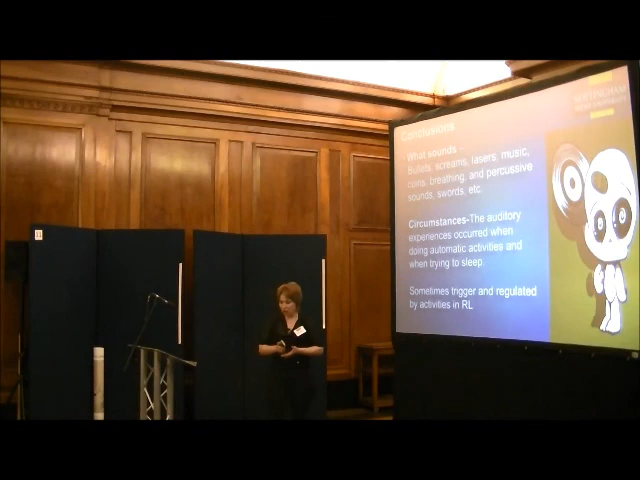 Conclusions
NOTTINGHAM
What sounds -
Bullets, screams, lasers, music,
coins, breathing, and percussive
sounds, swords, etc.
Circumstances-The auditory
experiences occurred when
doing automatic activities and
when trying to sleep.
Sometimes trigger and regulated
by activities in RL